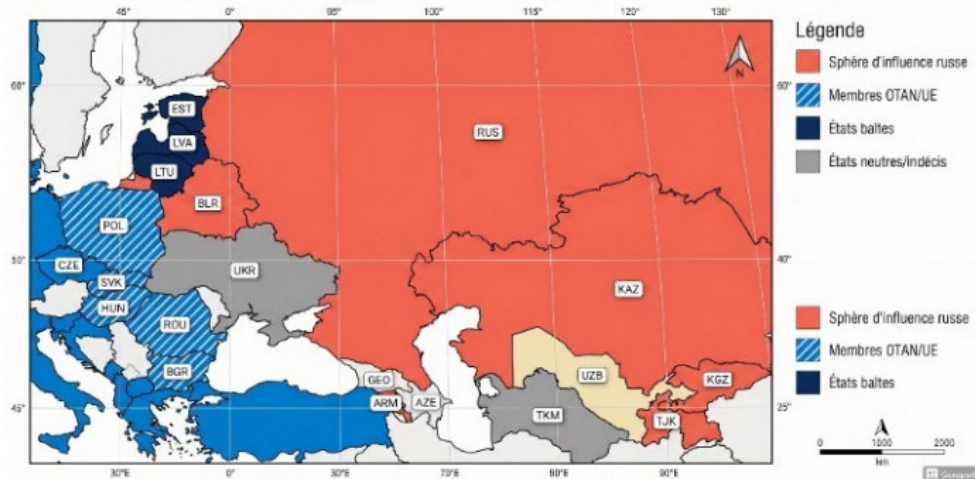 45° 0° 95° 100° 115° 120° 130°
Légende
Sphère d'influence russe
Membres OTAN/UE
États baltes
États neutres/indécis
60° 60°
EST
LVA
LTU
RUS
BLR
POL
50° 40°
CZE
UKR
SVK
HUN
KAZ
ROU
Sphère d'influence russe
Membres OTAN/UE
BGR
États baltes
GEO
UZB
KGZ
ARM
AZE
45° 25°
TKM
TJK
N
0 1000 2000
km
30°E 0° 70°E 90°E 90°E